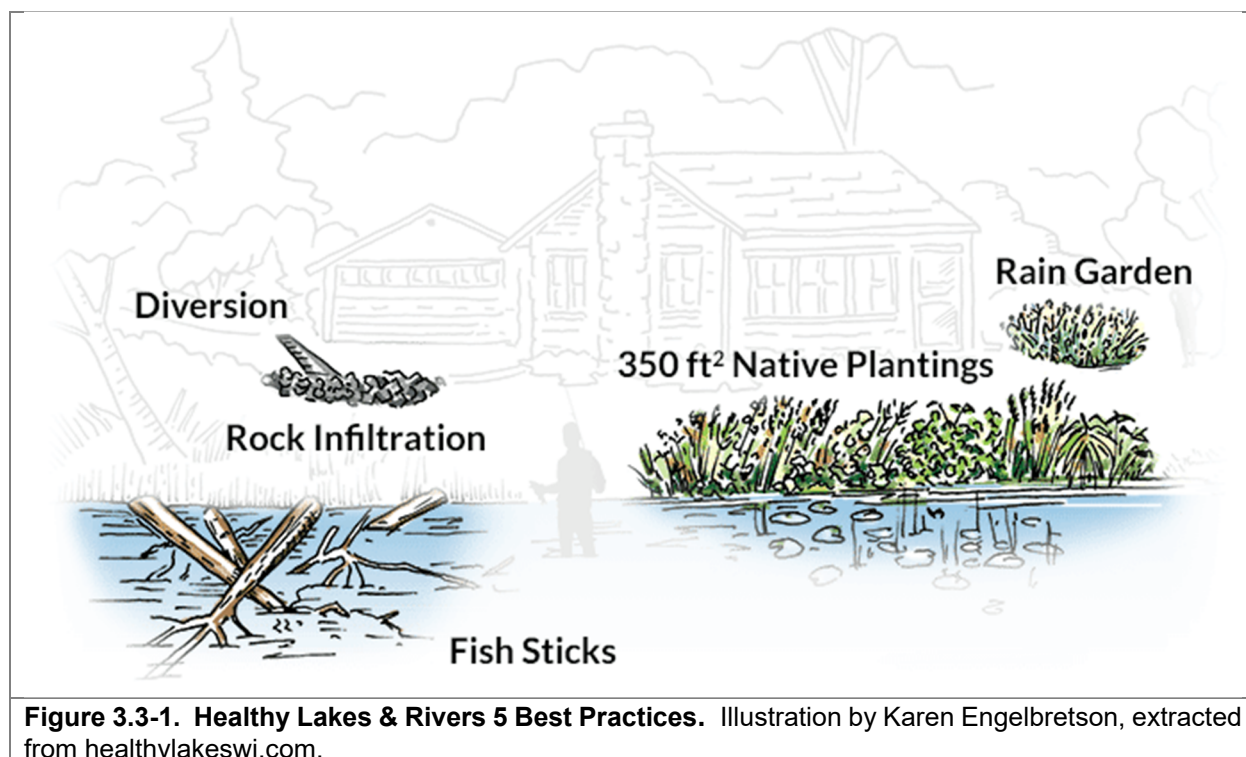 Rain Garden
Diversion
350 ft² Native Plantings
Rock Infiltration
Fish Sticks
Figure 3.3-1. Healthy Lakes & Rivers 5 Best Practices. Illustration by Karen Engelbretson, extracted
from healthylakeswi.com.